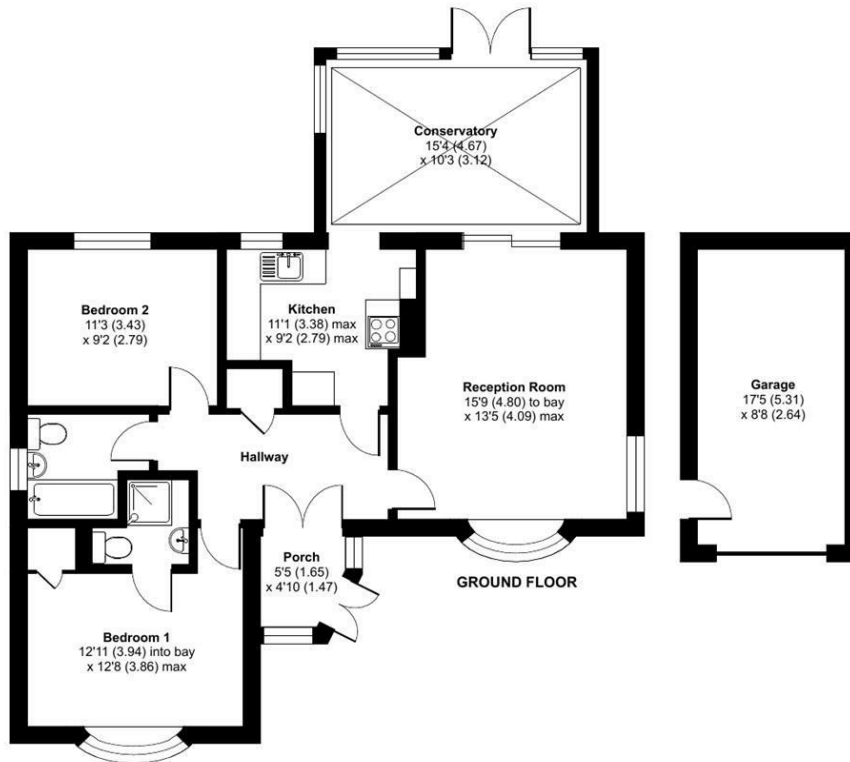 Conservatory
15'4 (4.67)
x 10'3 (3.12)
Bedroom 2
11'3 (3.43)
x 9'2 (2.79)
Kitchen
11'1 (3.38) max
x 9'2 (2.79) max
Reception Room
15'9 (4.80) to bay
x 13'5 (4.09) max
Garage
17'5 (5.31)
x 8'8 (2.64)
Hallway
Porch
5'5 (1.65)
x 4'10 (1.47)
GROUND FLOOR
Bedroom 1
12'11 (3.94) into bay
x 12'8 (3.86) max